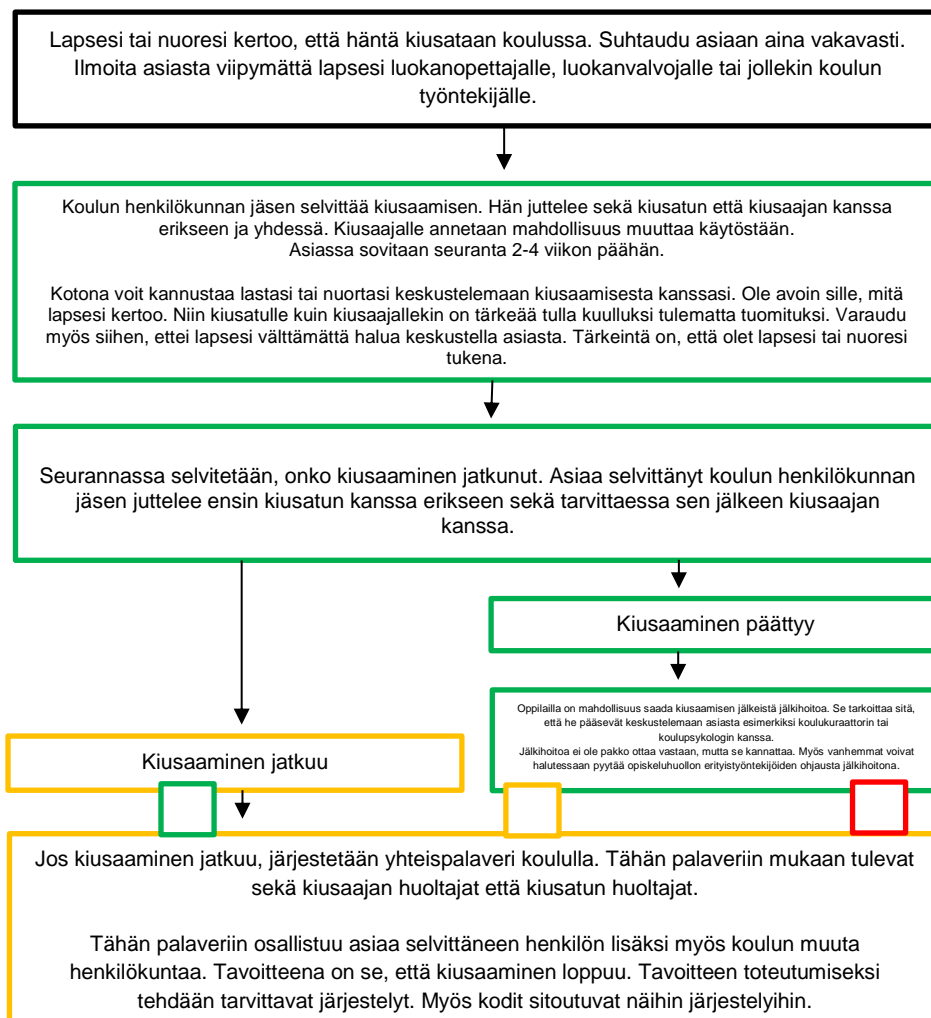 Lapsesi tai nuoresi kertoo, että häntä kiusataan koulussa. Suhtaudu asiaan aina vakavasti.
Ilmoita asiasta viipymättä lapsesi luokanopettajalle, luokanvalvojalle tai jollekin koulun
työntekijälle.
Koulun henkilökunnan jäsen selvittää kiusaamisen. Hän juttelee sekä kiusatun että kiusaajan kanssa
erikseen ja yhdessä. Kiusaajalle annetaan mahdollisuus muuttaa käytöstään.
Asiassa sovitaan seuranta 2-4 viikon päähän.
Kotona voit kannustaa lastasi tai nuortasi keskustelemaan kiusaamisesta kanssasi. Ole avoin sille, mitä
lapsesi kertoo. Niin kiusatulle kuin kiusaajallekin on tärkeää tulla kuulluksi tulematta tuomituksi. Varaudu
myös siihen, ettei lapsesi välttämättä halua keskustella asiasta. Tärkeintä on, että olet lapsesi tai nuoresi
tukena.
Seurannassa selvitetään, onko kiusaaminen jatkunut. Asiaa selvittänyt koulun henkilökunnan
jäsen juttelee ensin kiusatun kanssa erikseen sekä tarvittaessa sen jälkeen kiusaajan
kanssa.
Kiusaaminen päättyy
Oppilailla on mahdollisuus saada kiusaamisen jälkeistä jälkihoitoa. Se tarkoittaa sitä,
että he pääsevät keskustelemaan asiasta esimerkiksi koulukuraattorin tai
koulupsykologin kanssa.
Jälkihoitoa ei ole pakko ottaa vastaan, mutta se kannattaa. Myös vanhemmat voivat
halutessaan pyytää opiskeluhuollon erityistyöntekijöiden ohjausta jälkihoitona.
Kiusaaminen jatkuu
Jos kiusaaminen jatkuu, järjestetään yhteispalaveri koululla. Tähän palaveriin mukaan tulevat
sekä kiusaajan huoltajat että kiusatun huoltajat.
Tähän palaveriin osallistuu asiaa selvittäneen henkilön lisäksi myös koulun muuta
henkilökuntaa. Tavoitteena on se, että kiusaaminen loppuu. Tavoitteen toteutumiseksi
tehdään tarvittavat järjestelyt. Myös kodit sitoutuvat näihin järjestelyihin.